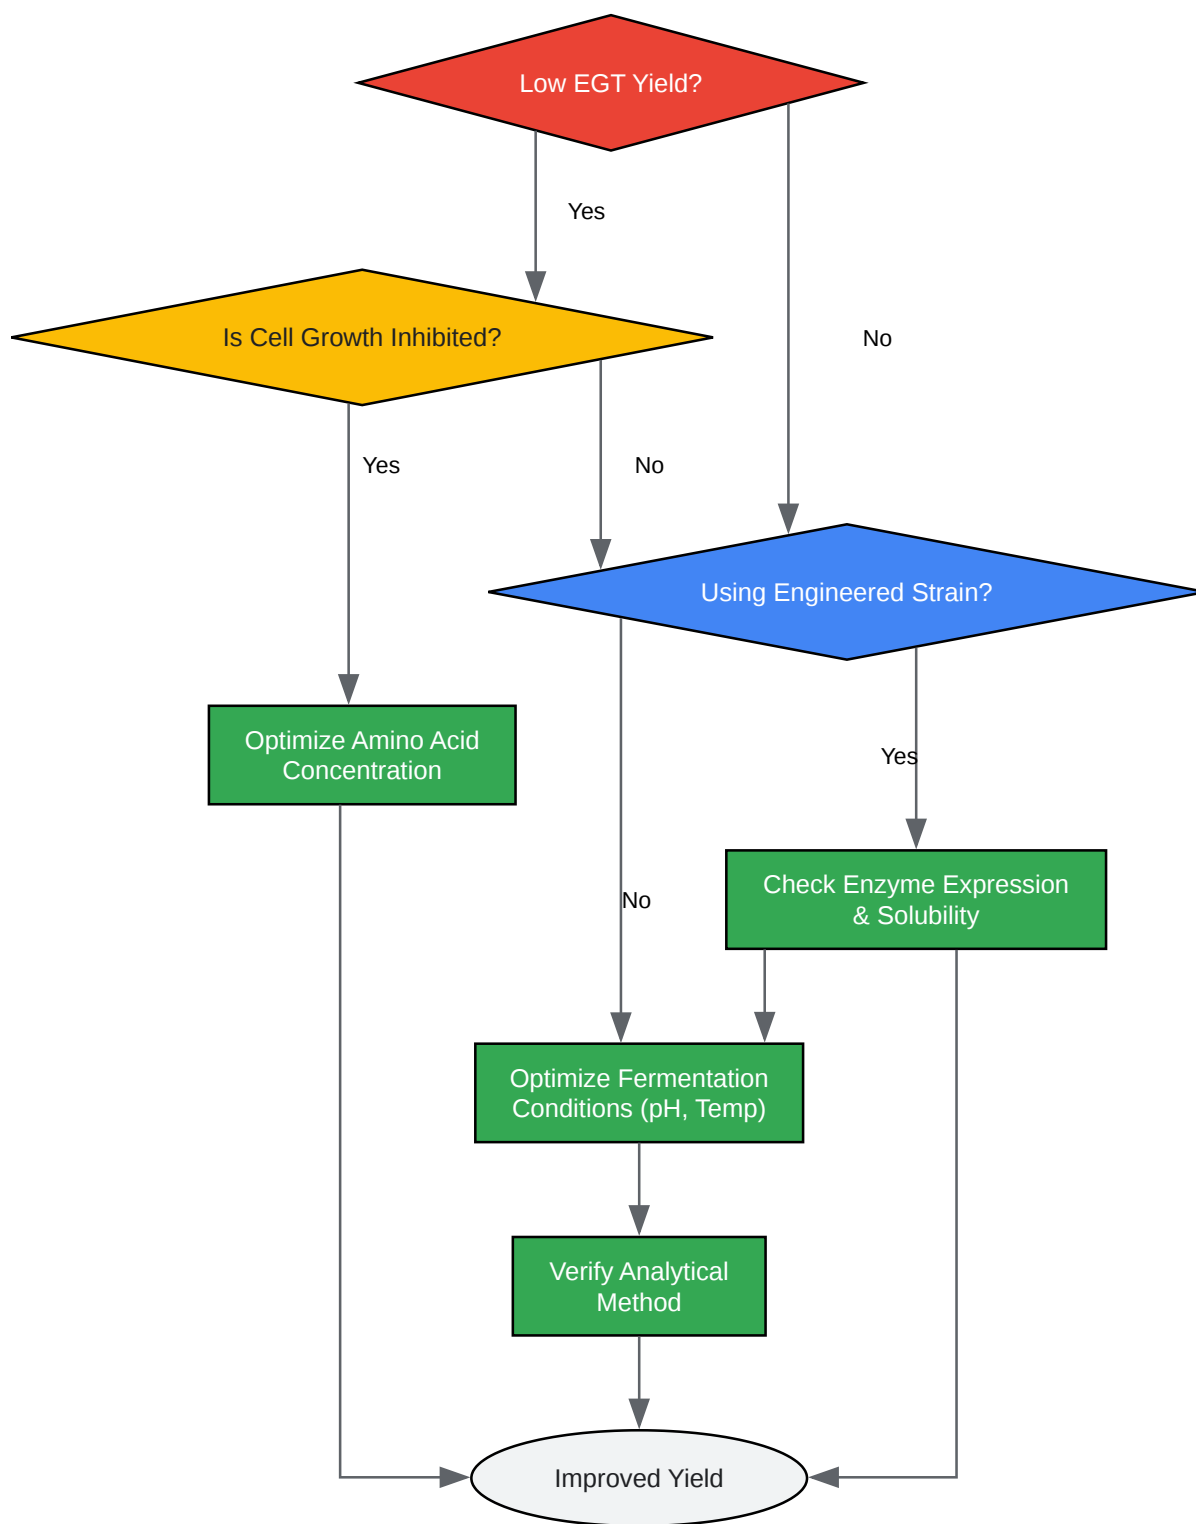 Low EGT Yield?
Yes
Is Cell Growth Inhibited?
No
Yes
No
Using Engineered Strain?
Optimize Amino Acid
Concentration
Yes
Check Enzyme Expression
& Solubility
No
Optimize Fermentation
Conditions (pH, Temp)
Verify Analytical
Method
Improved Yield